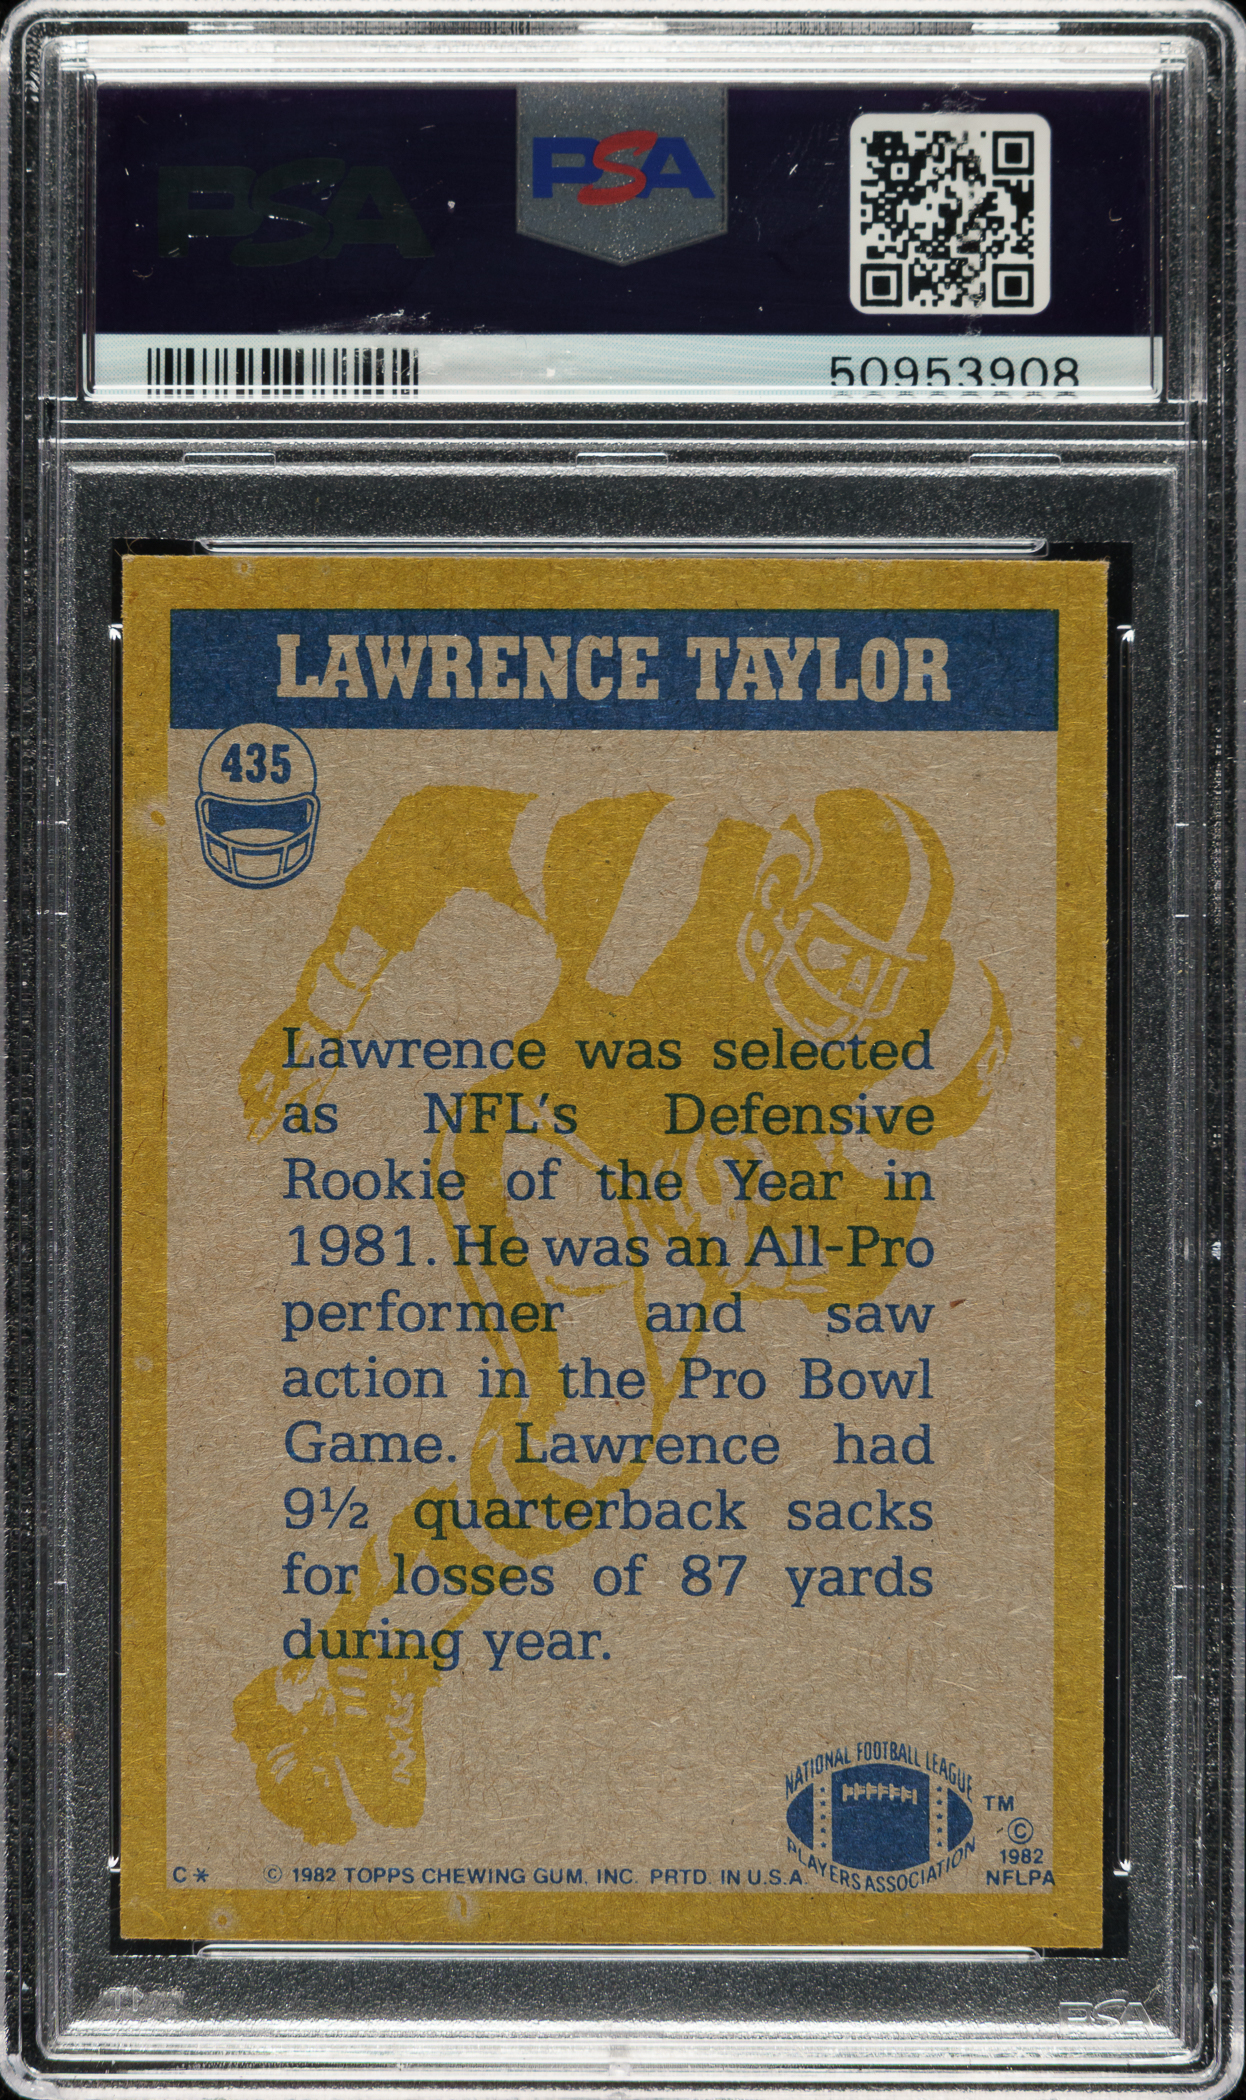 PSA
PSA
50953908
LAWRENCE TAYLOR
435
Lawrence was selected
as NFL's Defensive
Rookie of the Year in
1981. He was an All-Pro
performer and saw
action in the Pro Bowl
Game. Lawrence had
9½ quarterback sacks
for losses of 87 yards
during year.
NATIONAL FOOTBALL LEAGUE
PLAYERS ASSOCIATION
TM
©
1982
NFLPA
C* © 1982 TOPPS CHEWING GUM, INC. PRTD. IN U.S.A.
PSA